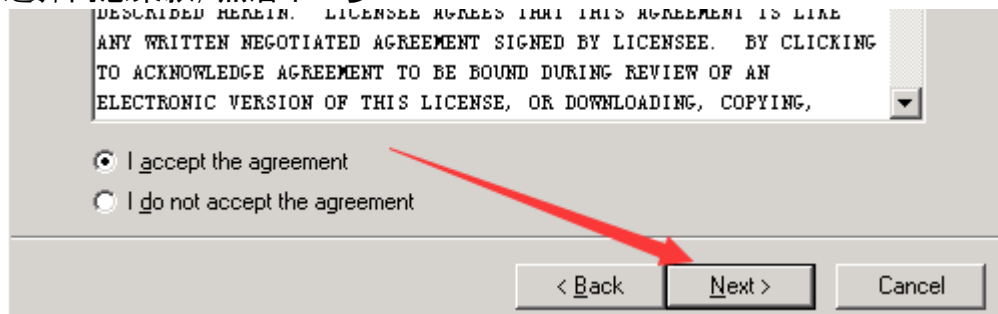 DESCRIBED HEREIN. LICENSEE AGREES THAT THIS AGREEMENT IS LIKE
ANY WRITTEN NEGOTIATED AGREEMENT SIGNED BY LICENSEE. BY CLICKING
TO ACKNOWLEDGE AGREEMENT TO BE BOUND DURING REVIEW OF AN
ELECTRONIC VERSION OF THIS LICENSE, OR DOWNLOADING, COPYING,
I accept the agreement
I do not accept the agreement
< Back Next > Cancel